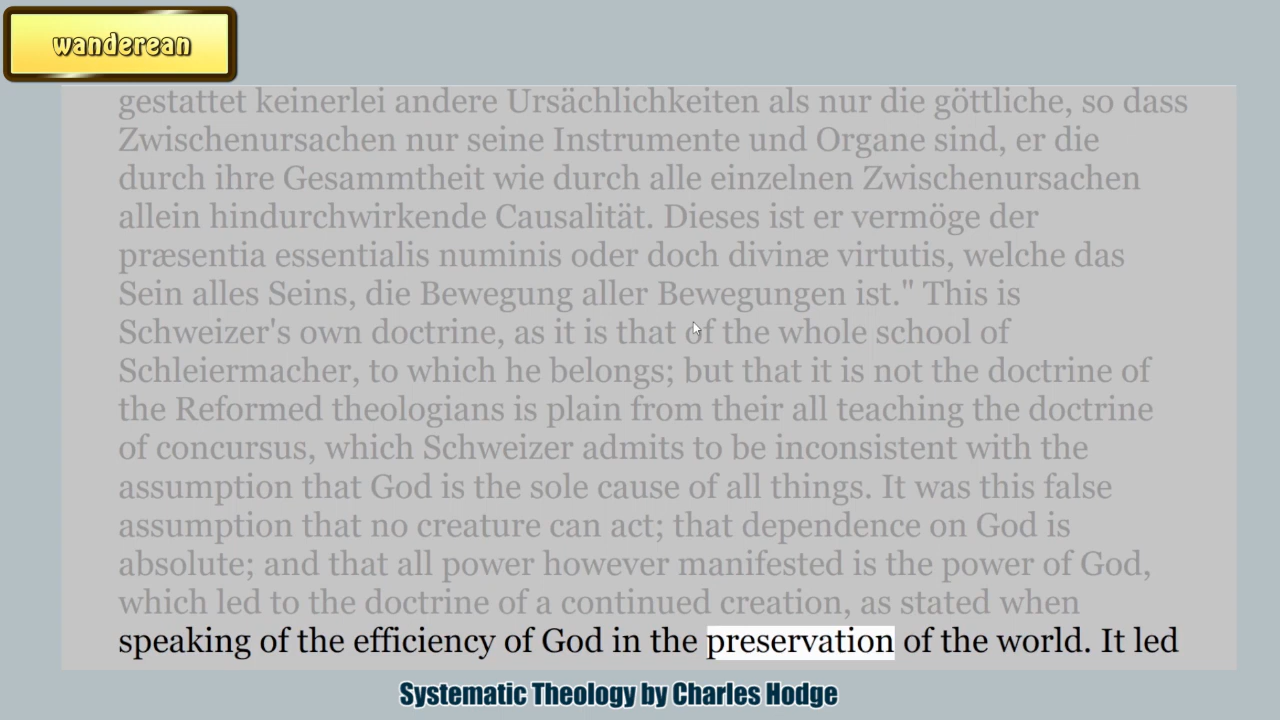 wanderean
gestattet keinerlei andere Ursächlichkeiten als nur die göttliche, so dass
Zwischenursachen nur seine Instrumente und Organe sind, er die
durch ihre Gesammtheit wie durch alle einzelnen Zwischenursachen
allein hindurchwirkende Causalität. Dieses ist er vermöge der
præsentia essentialis numinis oder doch divinæ virtutis, welche das
Sein alles Seins, die Bewegung aller Bewegungen ist." This is
Schweizer's own doctrine, as it is that of the whole school of
Schleiermacher, to which he belongs; but that it is not the doctrine of
the Reformed theologians is plain from their all teaching the doctrine
of concursus, which Schweizer admits to be inconsistent with the
assumption that God is the sole cause of all things. It was this false
assumption that no creature can act; that dependence on God is
absolute; and that all power however manifested is the power of God,
which led to the doctrine of a continued creation, as stated when
speaking of the efficiency of God in the preservation of the world. It led
Systematic Theology by Charles Hodge